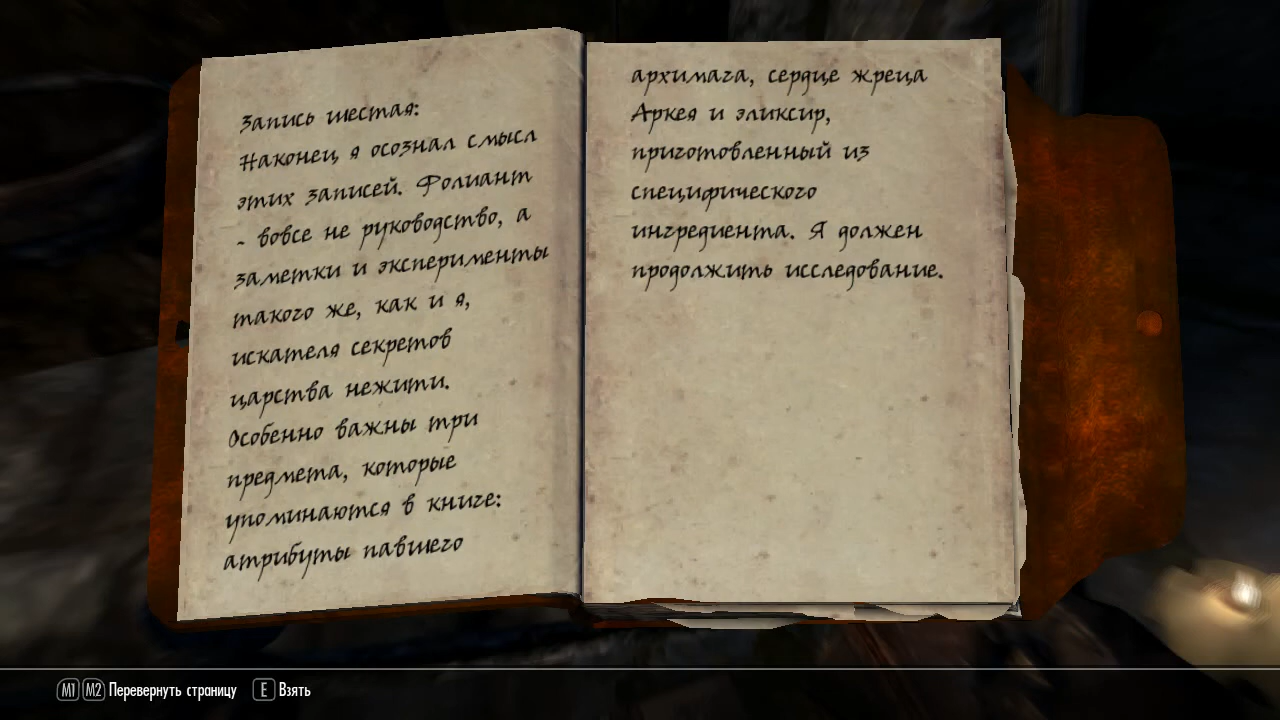 Запись шестая:
Наконец я осознал смысл
этих записей. Фолиант
- вовсе не руководство, а
заметки и эксперименты
такого же, как и я,
искателя секретов
царства нежити.
Особенно важны три
предмета, которые
упоминаются в книге:
атрибуты павшего
архимага, сердце жреца
Аркея и эликсир,
приготовленный из
специфического
ингредиента. Я должен
продолжить исследование.
M1 M2 Перевернуть страницу E Взять